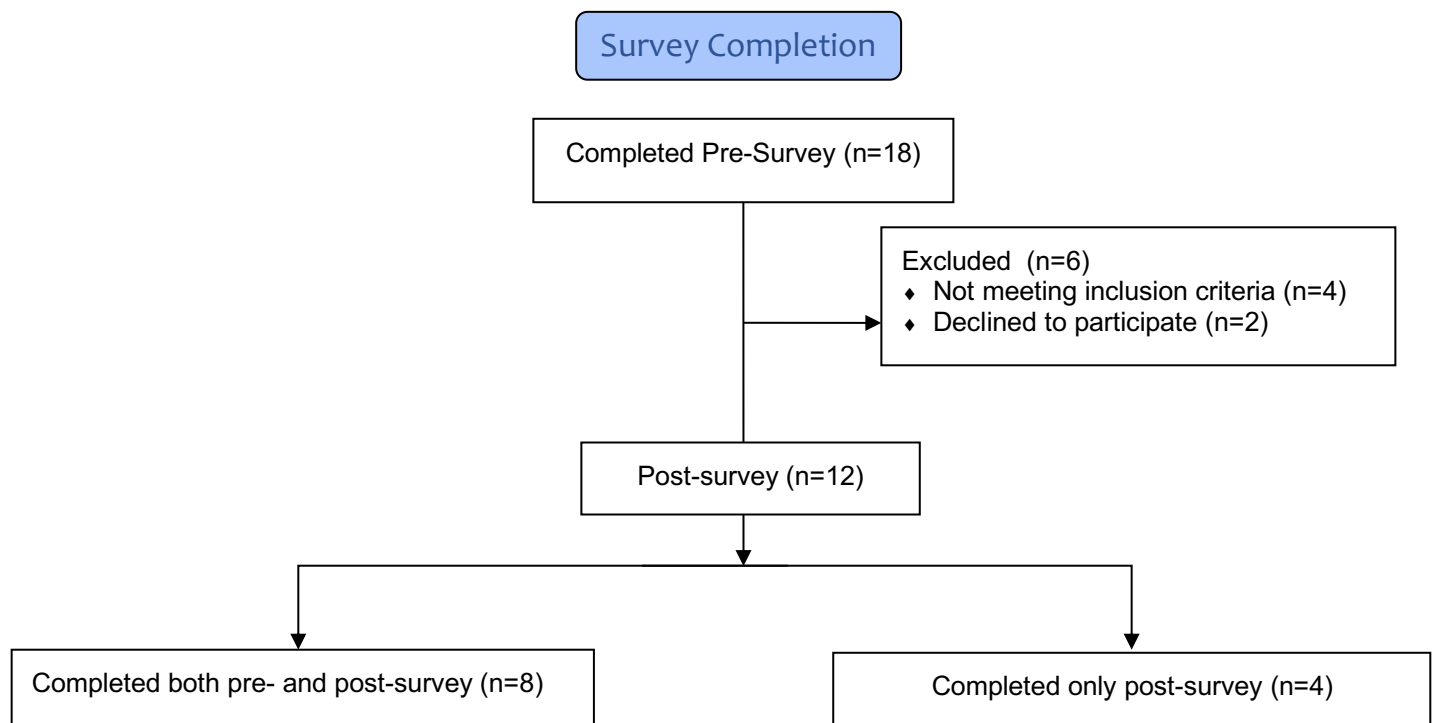 Survey Completion
Completed Pre-Survey (n=18)
Excluded  (n=6)
♦ Not meeting inclusion criteria (n=4)
♦ Declined to participate (n=2)
Post-survey (n=12)
Completed both pre- and post-survey (n=8)
Completed only post-survey (n=4)